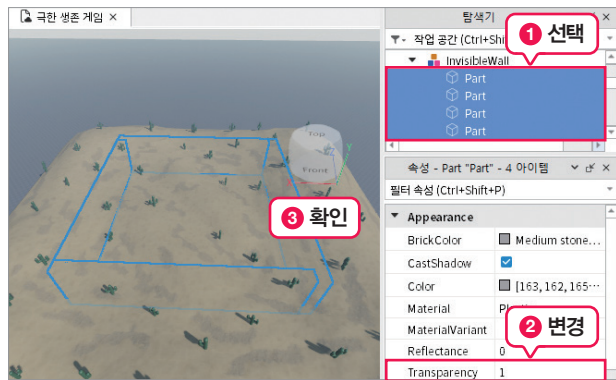 극한 생존 게임 ×
탐색기
×
작업 공간 (Ctrl+Shi
1 선택
InvisibleWall
Part
Part
Part
Part
Top
Front
3 확인
속성 - Part "Part" - 4 아이템
×
필터 속성 (Ctrl+Shift+P)
Appearance
BrickColor Medium stone...
CastShadow
Color [163, 162, 165...
Material
MaterialVariant
2 변경
Reflectance 0
Transparency 1